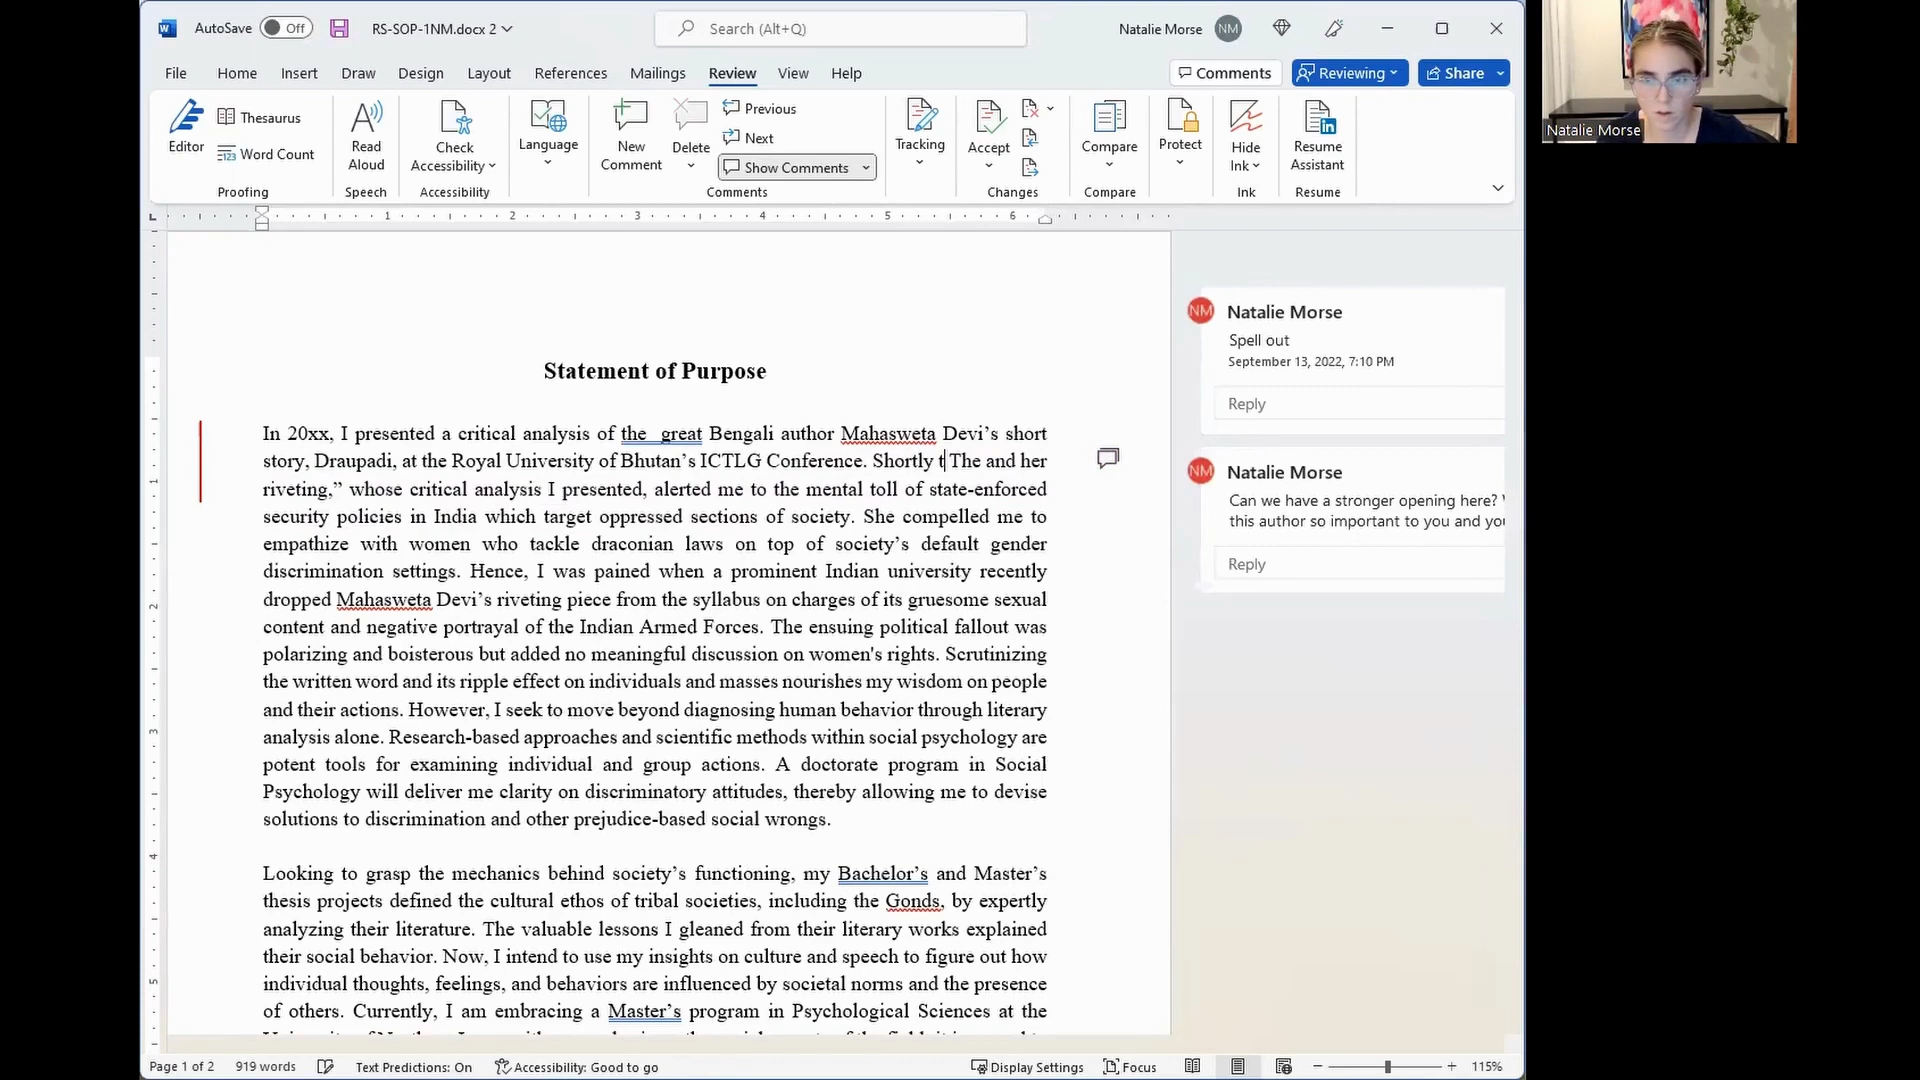 AutoSave Off RS-SOP-1NM.docx 2 Search (Alt+Q) Natalie Morse NM
File Home Insert Draw Design Layout References Mailings Review View Help Comments Reviewing Share
Editor Thesaurus Word Count Proofing
Read Aloud Speech
Check Accessibility Accessibility
Language
New Comment Delete Previous Next Show Comments Comments
Tracking
Accept Changes
Compare Compare
Protect
Hide Ink Ink
Resume Assistant Resume
1 2 3 4 5 6
Statement of Purpose
In 20xx, I presented a critical analysis of the great Bengali author Mahasweta Devi’s short
story, Draupadi, at the Royal University of Bhutan’s ICTLG Conference. Shortly t The and her
riveting,” whose critical analysis I presented, alerted me to the mental toll of state-enforced
security policies in India which target oppressed sections of society. She compelled me to
empathize with women who tackle draconian laws on top of society’s default gender
discrimination settings. Hence, I was pained when a prominent Indian university recently
dropped Mahasweta Devi’s riveting piece from the syllabus on charges of its gruesome sexual
content and negative portrayal of the Indian Armed Forces. The ensuing political fallout was
polarizing and boisterous but added no meaningful discussion on women's rights. Scrutinizing
the written word and its ripple effect on individuals and masses nourishes my wisdom on people
and their actions. However, I seek to move beyond diagnosing human behavior through literary
analysis alone. Research-based approaches and scientific methods within social psychology are
potent tools for examining individual and group actions. A doctorate program in Social
Psychology will deliver me clarity on discriminatory attitudes, thereby allowing me to devise
solutions to discrimination and other prejudice-based social wrongs.
Looking to grasp the mechanics behind society’s functioning, my Bachelor’s and Master’s
thesis projects defined the cultural ethos of tribal societies, including the Gonds, by expertly
analyzing their literature. The valuable lessons I gleaned from their literary works explained
their social behavior. Now, I intend to use my insights on culture and speech to figure out how
individual thoughts, feelings, and behaviors are influenced by societal norms and the presence
of others. Currently, I am embracing a Master’s program in Psychological Sciences at the
1
2
3
4
5
NM Natalie Morse
Spell out
September 13, 2022, 7:10 PM
Reply
NM Natalie Morse
Can we have a stronger opening here?
this author so important to you and you
Reply
Page 1 of 2 919 words Text Predictions: On Accessibility: Good to go Display Settings Focus 115%
Natalie Morse